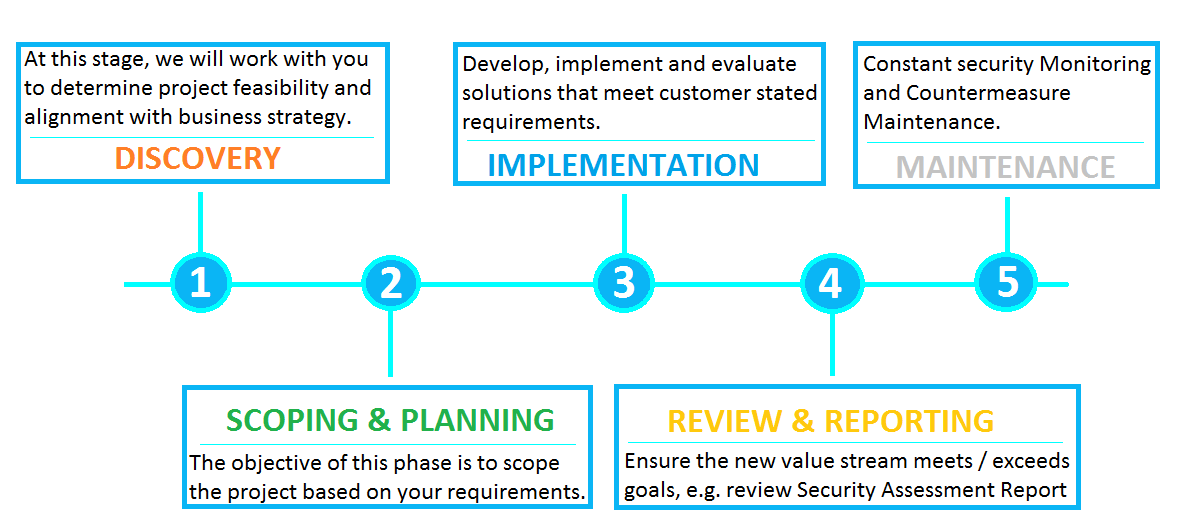 At this stage, we will work with you
to determine project feasibility and
alignment with business strategy.
DISCOVERY
Develop, implement and evaluate
solutions that meet customer stated
requirements.
IMPLEMENTATION
Constant security Monitoring
and Countermeasure
Maintenance.
MAINTENANCE
1
2
3
4
5
SCOPING & PLANNING
The objective of this phase is to scope
the project based on your requirements.
REVIEW & REPORTING
Ensure the new value stream meets / exceeds
goals, e.g. review Security Assessment Report